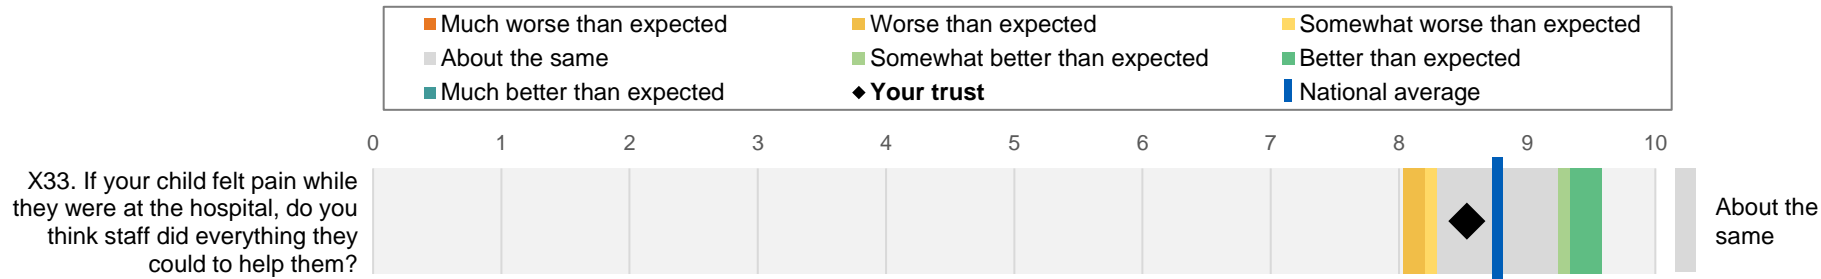 Much worse than expected
Worse than expected
Somewhat worse than expected
About the same
Somewhat better than expected
Better than expected
Much better than expected
Your trust
National average
0 1 2 3 4 5 6 7 8 9 10
X33. If your child felt pain while
they were at the hospital, do you
think staff did everything they
could to help them?
About the
same